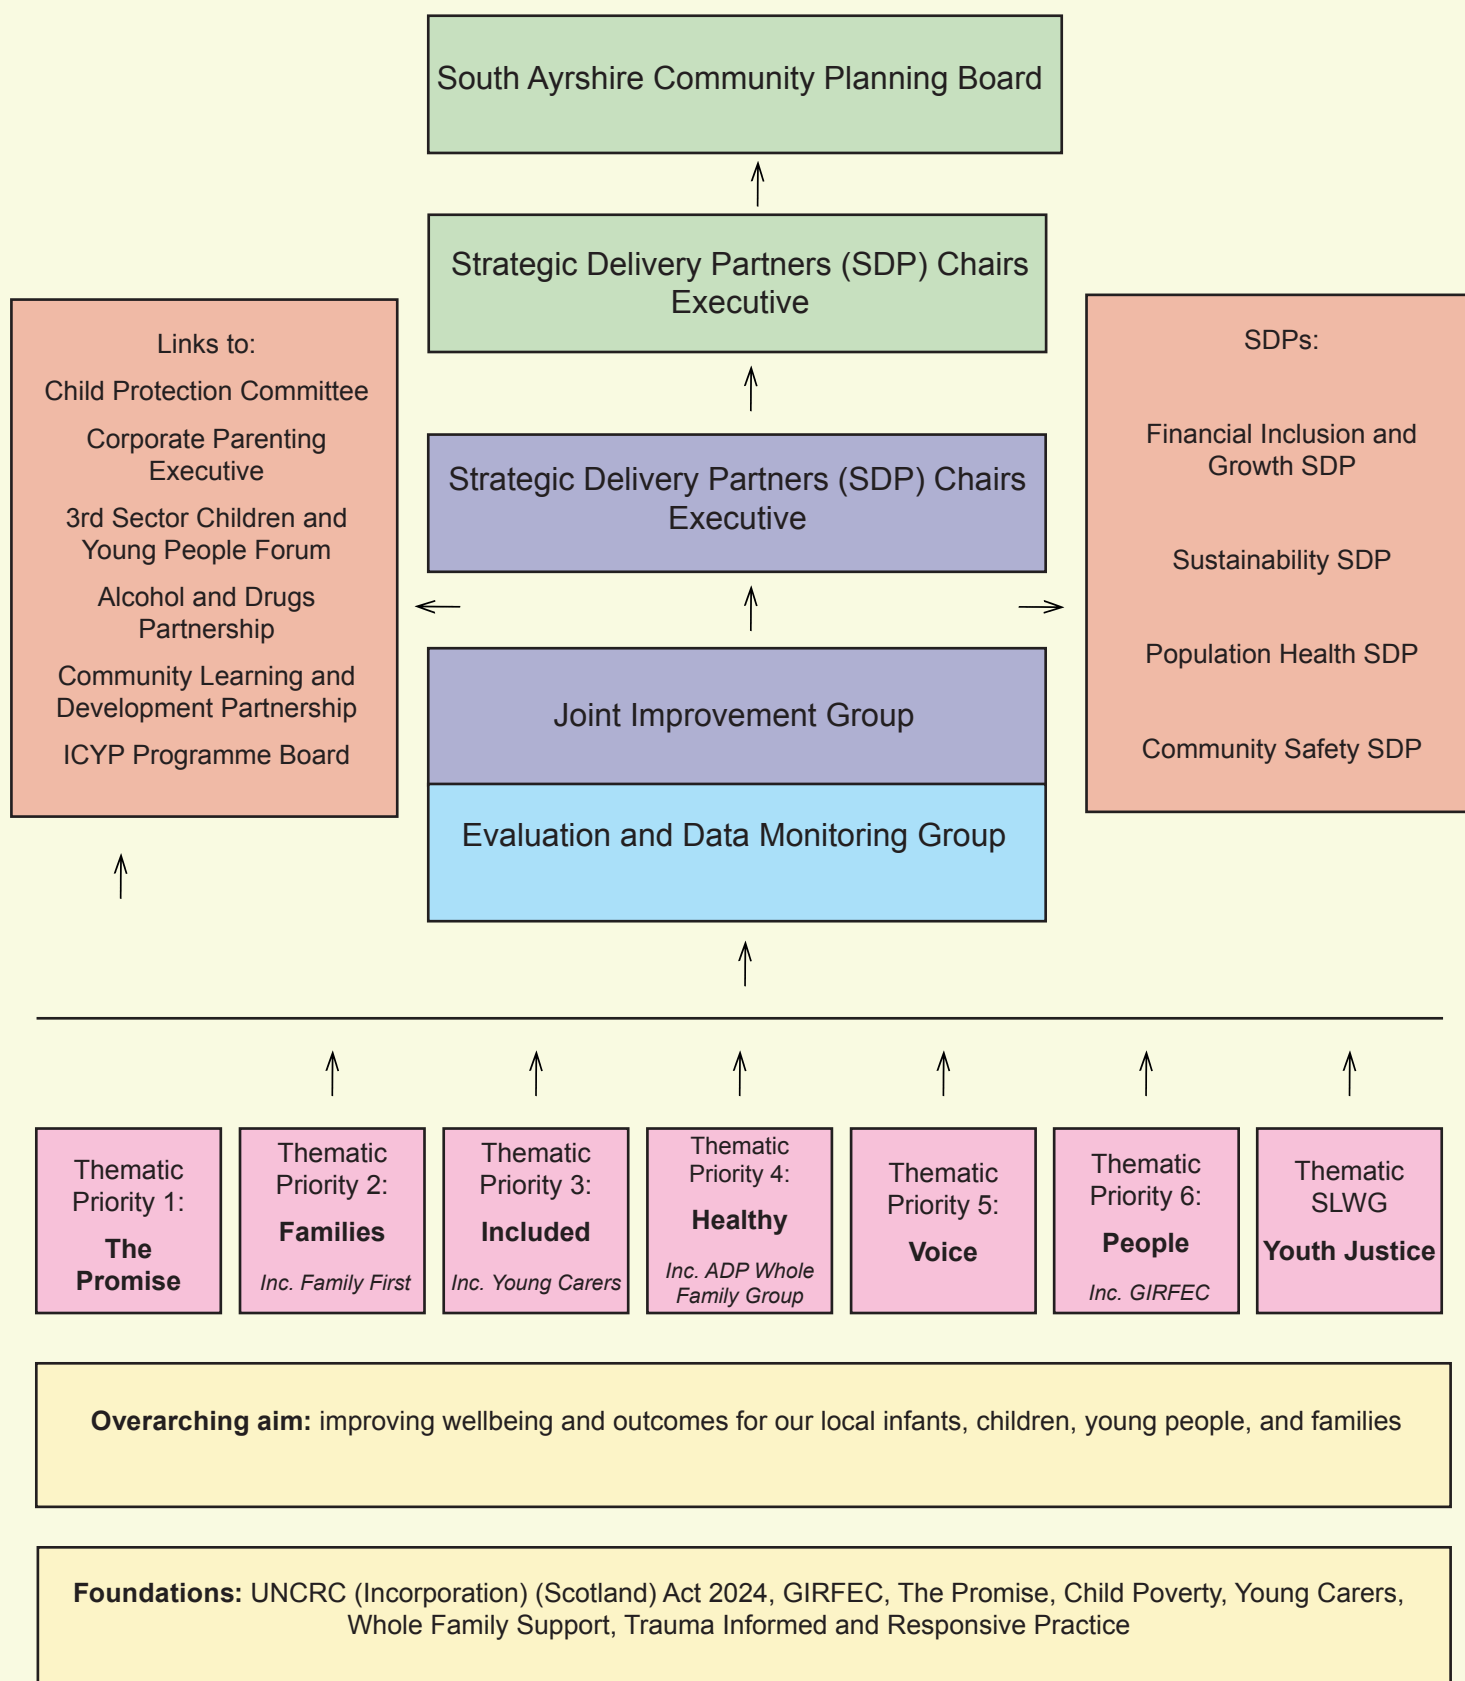 South Ayrshire Community Planning Board
Strategic Delivery Partners (SDP) Chairs
Executive
Links to:
Child Protection Committee
Corporate Parenting
Executive
3rd Sector Children and
Young People Forum
Alcohol and Drugs
Partnership
Community Learning and
Development Partnership
ICYP Programme Board
Strategic Delivery Partners (SDP) Chairs
Executive
Joint Improvement Group
Evaluation and Data Monitoring Group
SDPs:
Financial Inclusion and
Growth SDP
Sustainability SDP
Population Health SDP
Community Safety SDP
Thematic
Priority 1:
The
Promise
Thematic
Priority 2:
Families
Inc. Family First
Thematic
Priority 3:
Included
Inc. Young Carers
Thematic
Priority 4:
Healthy
Inc. ADP Whole
Family Group
Thematic
Priority 5:
Voice
Thematic
Priority 6:
People
Inc. GIRFEC
Thematic
SLWG
Youth Justice
Overarching aim: improving wellbeing and outcomes for our local infants, children, young people, and families
Foundations: UNCRC (Incorporation) (Scotland) Act 2024, GIRFEC, The Promise, Child Poverty, Young Carers,
Whole Family Support, Trauma Informed and Responsive Practice